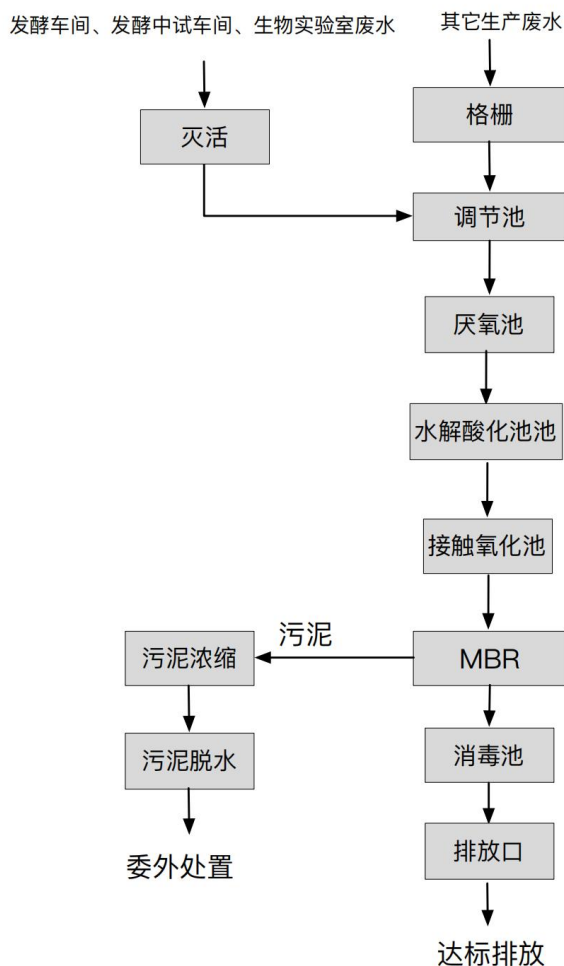 发酵车间、发酵中试车间、生物实验室废水
其它生产废水
灭活
格栅
调节池
厌氧池
水解酸化池池
接触氧化池
污泥
污泥浓缩
MBR
污泥脱水
消毒池
委外处置
排放口
达标排放